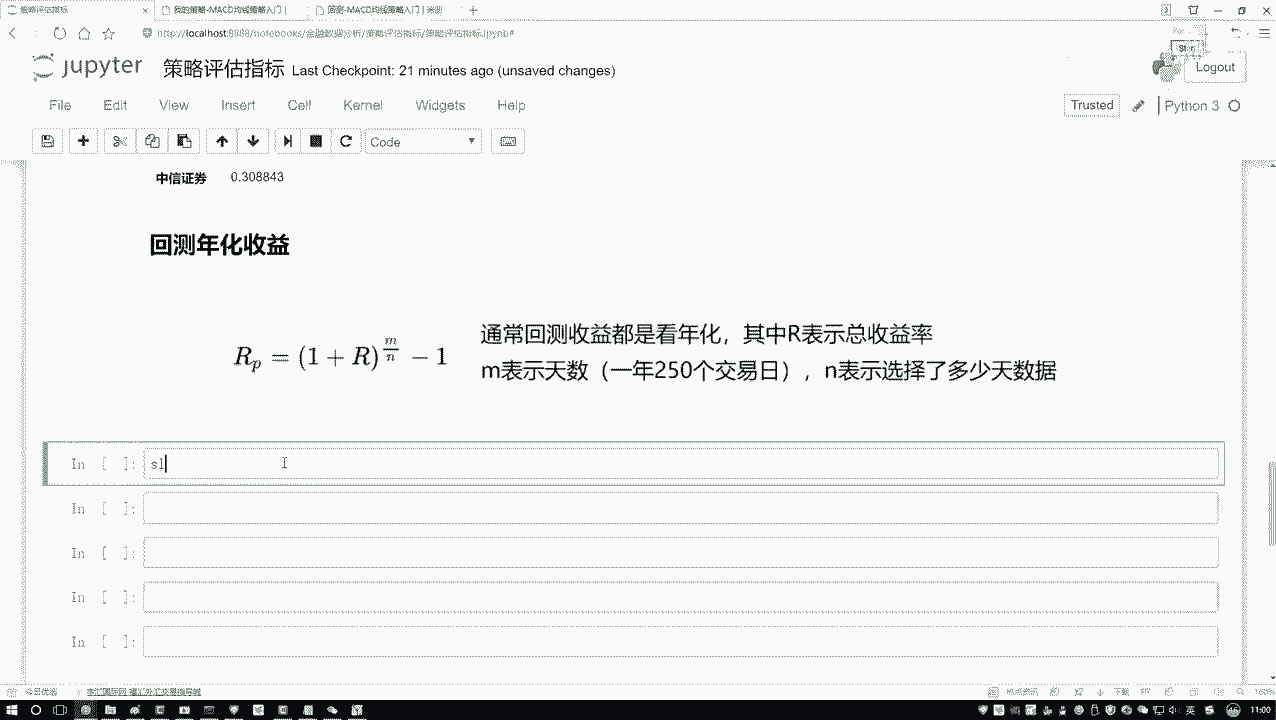 策略评估指标
我的策略-MACD均线策略入门 |
回测-MACD均线策略入门 | 米筐
http://localhost:8888/notebooks/金融数据分析/策略评估指标/策略评估指标.ipynb#
jupyter 策略评估指标 Last Checkpoint: 21 minutes ago (unsaved changes)
Logout
File Edit View Insert Cell Kernel Widgets Help
Trusted
Python 3
Code
中信证券 0.308843
回测年化收益
R_p = (1 + R)^{m/n} − 1
通常回测收益都是看年化，其中R表示总收益率
m表示天数（一年250个交易日），n表示选择了多少天数据
In [ ]: sl
In [ ]:
In [ ]:
In [ ]:
In [ ]:
今日优选
下载
160%
英
11:00